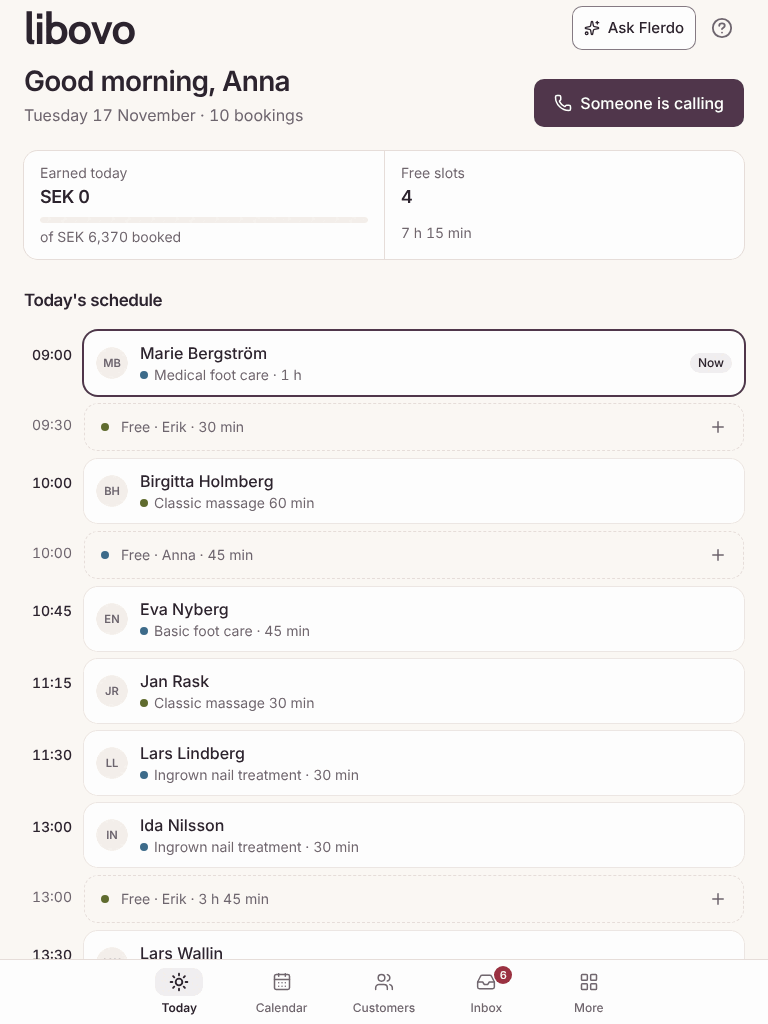 libovo
Ask Flerdo
Good morning, Anna
Tuesday 17 November · 10 bookings
Someone is calling
Earned today
SEK 0
of SEK 6,370 booked
Free slots
4
7 h 15 min
Today's schedule
09:00
MB
Marie Bergström
Medical foot care · 1 h
Now
09:30
Free · Erik · 30 min
10:00
BH
Birgitta Holmberg
Classic massage 60 min
10:00
Free · Anna · 45 min
10:45
EN
Eva Nyberg
Basic foot care · 45 min
11:15
JR
Jan Rask
Classic massage 30 min
11:30
LL
Lars Lindberg
Ingrown nail treatment · 30 min
13:00
IN
Ida Nilsson
Ingrown nail treatment · 30 min
13:00
Free · Erik · 3 h 45 min
13:30
Lars Wallin
Today
Calendar
Customers
6
Inbox
More